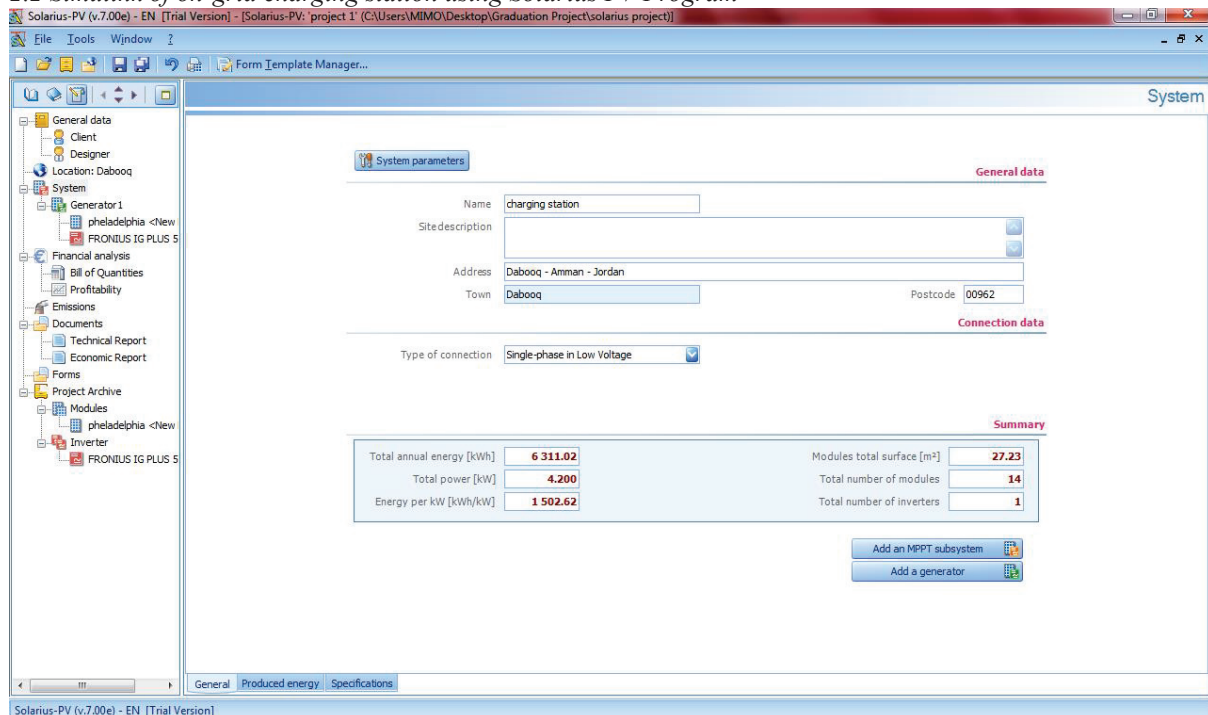 Solarius-PV (v.7.00e) - EN [Trial Version] - [Solarius-PV: 'project 1' (C:\Users\MIMO\Desktop\Graduation Project\solarius project)]
File Tools Window ?
Form Template Manager...
System
General data
Client
Designer
Location: Dabooq
System
Generator 1
pheladelphia <New
FRONIUS IG PLUS 5
Financial analysis
Bill of Quantities
Profitability
Emissions
Documents
Technical Report
Economic Report
Forms
Project Archive
Modules
pheladelphia <New
Inverter
FRONIUS IG PLUS 5
System parameters
General data
Name charging station
Site description
Address Dabooq - Amman - Jordan
Town Dabooq Postcode 00962
Connection data
Type of connection Single-phase in Low Voltage
Summary
Total annual energy [kWh] 6 311.02 Modules total surface [m²] 27.23
Total power [kW] 4.200 Total number of modules 14
Energy per kW [kWh/kW] 1 502.62 Total number of inverters 1
Add an MPPT subsystem
Add a generator
General Produced energy Specifications
Solarius-PV (v.7.00e) - EN [Trial Version]